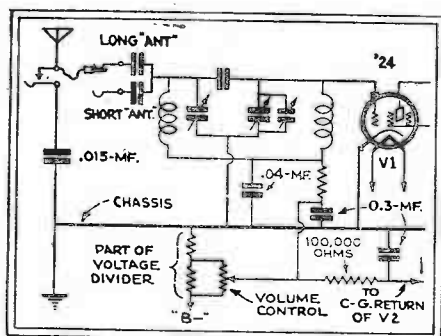 LONG "ANT"
'24
SHORT "ANT."
V1
.015-MF.
.04-MF.
CHASSIS
0.3-MF.
100,000
OHMS
PART OF
VOLTAGE
DIVIDER
"B-"
VOLUME
CONTROL
TO
C-G. RETURN
OF V2